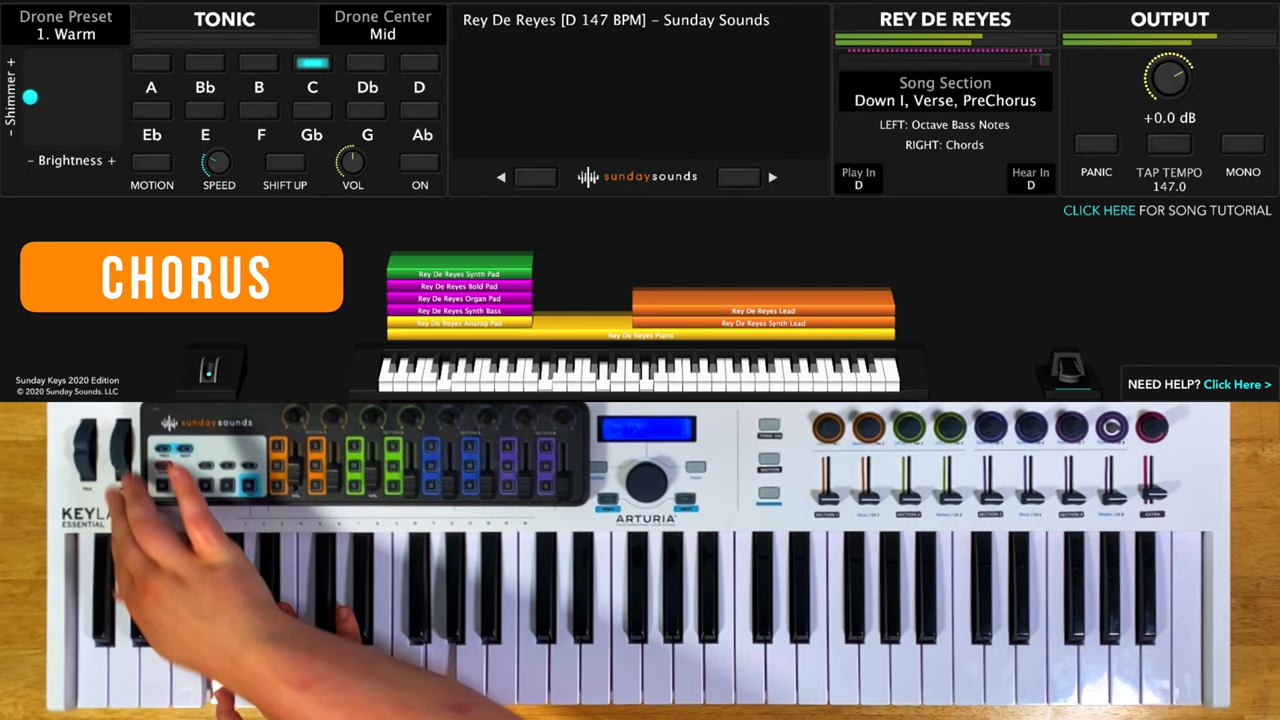 Drone Preset
1. Warm
TONIC
Drone Center
Mid
- Shimmer +
A Bb B C Db D
Eb E F Gb G Ab
- Brightness +
MOTION SPEED SHIFT UP VOL ON
Rey De Reyes [D 147 BPM] – Sunday Sounds
sundaysounds
REY DE REYES
Song Section
Down I, Verse, PreChorus
LEFT: Octave Bass Notes
RIGHT: Chords
Play In
D
Hear In
D
OUTPUT
+0.0 dB
PANIC TAP TEMPO MONO
147.0
CLICK HERE FOR SONG TUTORIAL
CHORUS
Rey De Reyes Synth Pad
Rey De Reyes Bold Pad
Rey De Reyes Organ Pad
Rey De Reyes Synth Bass
Rey De Reyes Analog Pad
Rey De Reyes Lead
Rey De Reyes Synth Lead
Rey De Reyes Piano
Sunday Keys 2020 Edition
© 2020 Sunday Sounds. LLC
NEED HELP? Click Here >
sundaysounds
KEYL
ESSENTIAL
ARTURIA